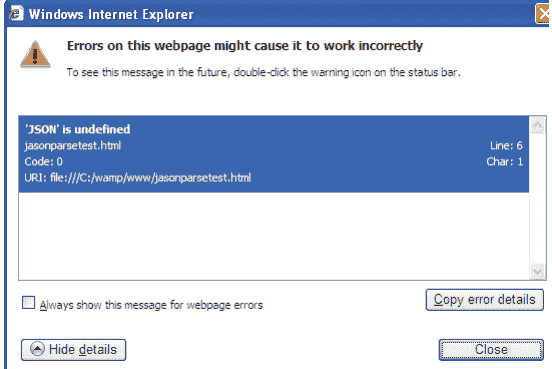 Windows Internet Explorer
Errors on this webpage might cause it to work incorrectly
To see this message in the future, double-click the warning icon on the status bar.
'JSON' is undefined
jasonparsetest.html Line: 6
Code: 0 Char: 1
URI: file:///C:/wamp/www/jasonparsetest.html
Always show this message for webpage errors
Copy error details
Hide details
Close